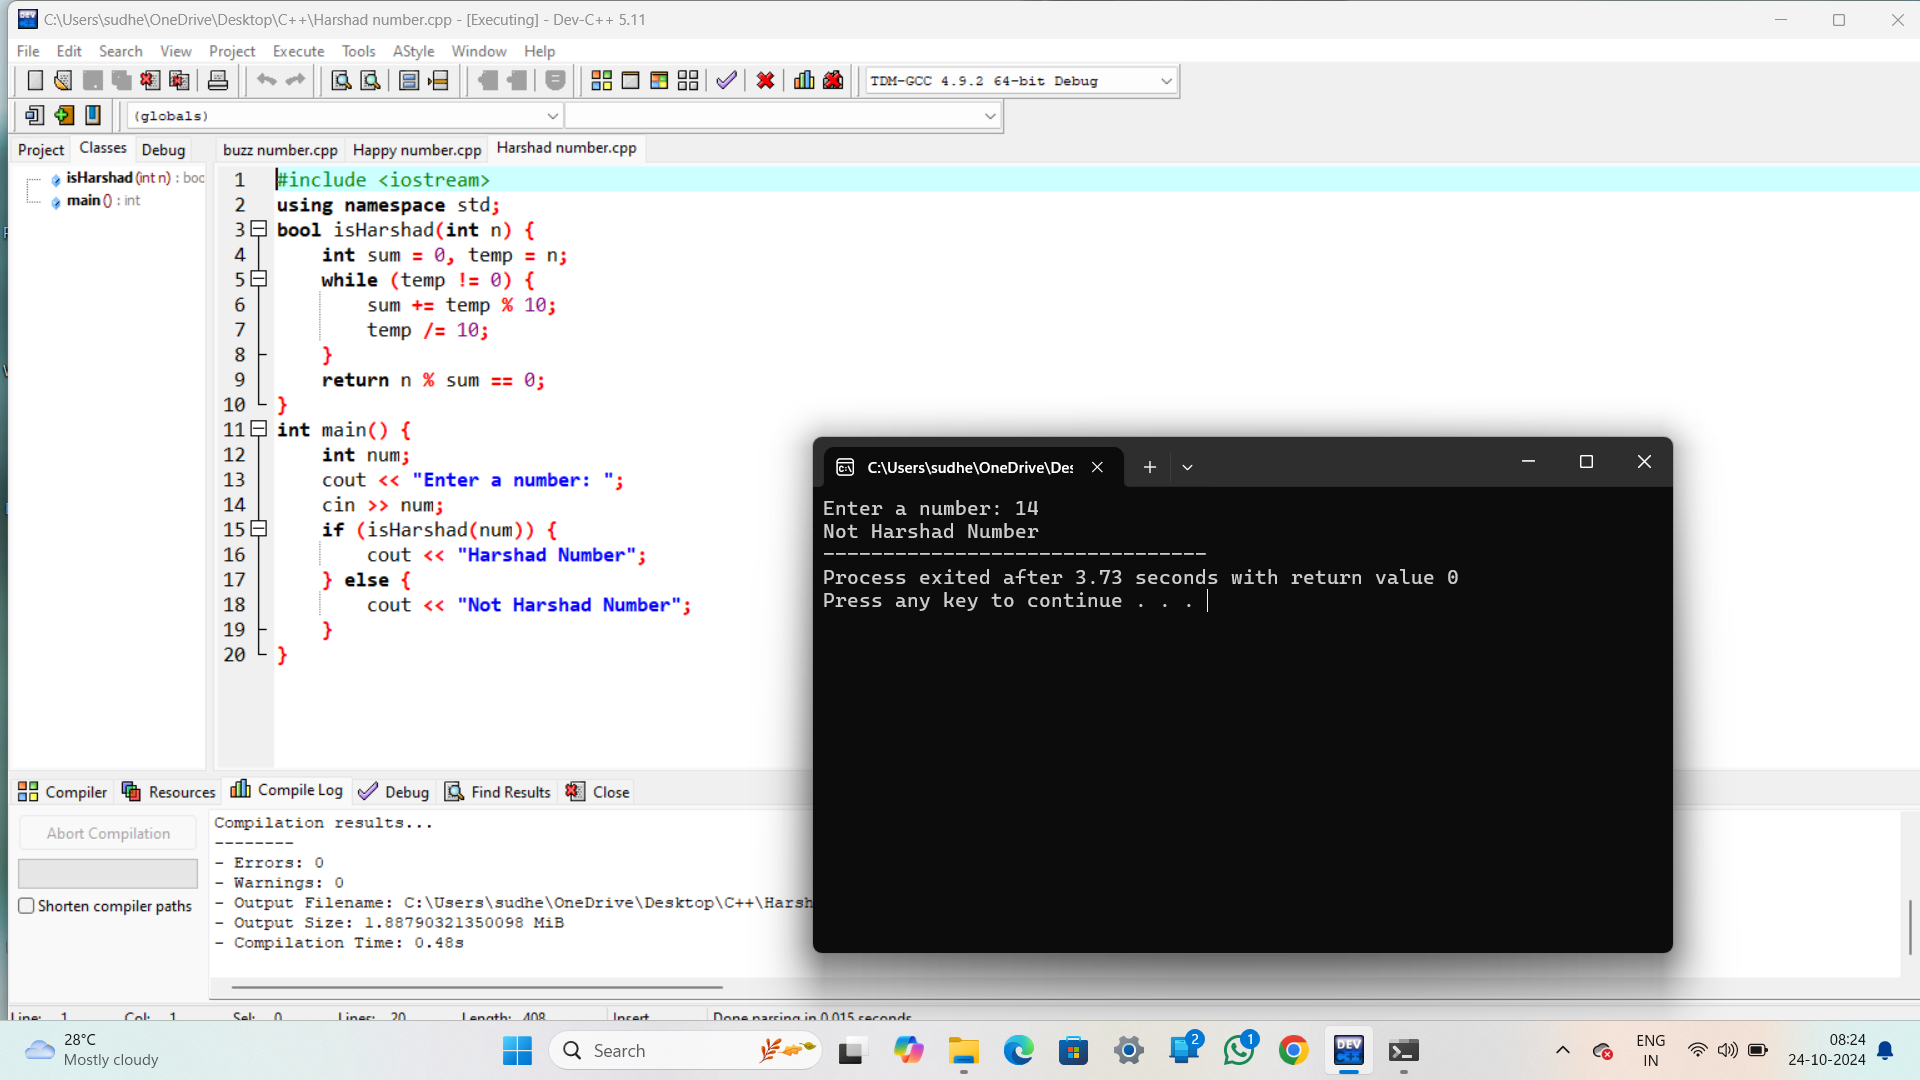 C:\Users\sudhe\OneDrive\Desktop\C++\Harshad number.cpp - [Executing] - Dev-C++ 5.11
File Edit Search View Project Execute Tools AStyle Window Help
TDM-GCC 4.9.2 64-bit Debug
(globals)
Project Classes Debug
buzz number.cpp Happy number.cpp Harshad number.cpp
isHarshad (int n) : boo
main () : int
1 #include <iostream>
2 using namespace std;
3 bool isHarshad(int n) {
4 int sum = 0, temp = n;
5 while (temp != 0) {
6 sum += temp % 10;
7 temp /= 10;
8 }
9 return n % sum == 0;
10 }
11 int main() {
12 int num;
13 cout << "Enter a number: ";
14 cin >> num;
15 if (isHarshad(num)) {
16 cout << "Harshad Number";
17 } else {
18 cout << "Not Harshad Number";
19 }
20 }
C:\Users\sudhe\OneDrive\Des
Enter a number: 14
Not Harshad Number
--------------------------------
Process exited after 3.73 seconds with return value 0
Press any key to continue . . .
Compiler Resources Compile Log Debug Find Results Close
Abort Compilation
Shorten compiler paths
Compilation results...
--------
- Errors: 0
- Warnings: 0
- Output Filename: C:\Users\sudhe\OneDrive\Desktop\C++\Harsh
- Output Size: 1.88790321350098 MiB
- Compilation Time: 0.48s
Line: 1 Col: 1 Sel: 0 Lines: 20 Length: 408 Insert Done parsing in 0.015 seconds
28°C
Mostly cloudy
Search
2
1
DEV
C++
ENG
IN
08:24
24-10-2024